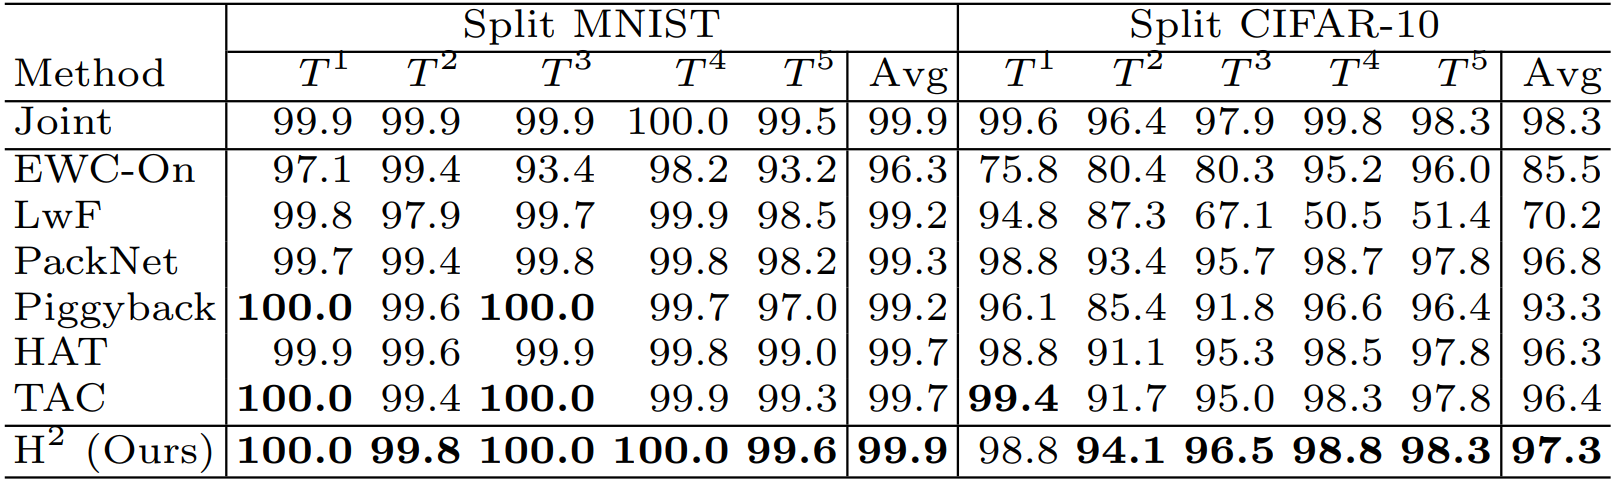 Split MNIST Split CIFAR-10
Method T¹ T² T³ T⁴ T⁵ Avg T¹ T² T³ T⁴ T⁵ Avg
Joint 99.9 99.9 99.9 100.0 99.5 99.9 99.6 96.4 97.9 99.8 98.3 98.3
EWC-On 97.1 99.4 93.4 98.2 93.2 96.3 75.8 80.4 80.3 95.2 96.0 85.5
LwF 99.8 97.9 99.7 99.9 98.5 99.2 94.8 87.3 67.1 50.5 51.4 70.2
PackNet 99.7 99.4 99.8 99.8 98.2 99.3 98.8 93.4 95.7 98.7 97.8 96.8
Piggyback 100.0 99.6 100.0 99.7 97.0 99.2 96.1 85.4 91.8 96.6 96.4 93.3
HAT 99.9 99.6 99.9 99.8 99.0 99.7 98.8 91.1 95.3 98.5 97.8 96.3
TAC 100.0 99.4 100.0 99.9 99.3 99.7 99.4 91.7 95.0 98.3 97.8 96.4
H² (Ours) 100.0 99.8 100.0 100.0 99.6 99.9 98.8 94.1 96.5 98.8 98.3 97.3